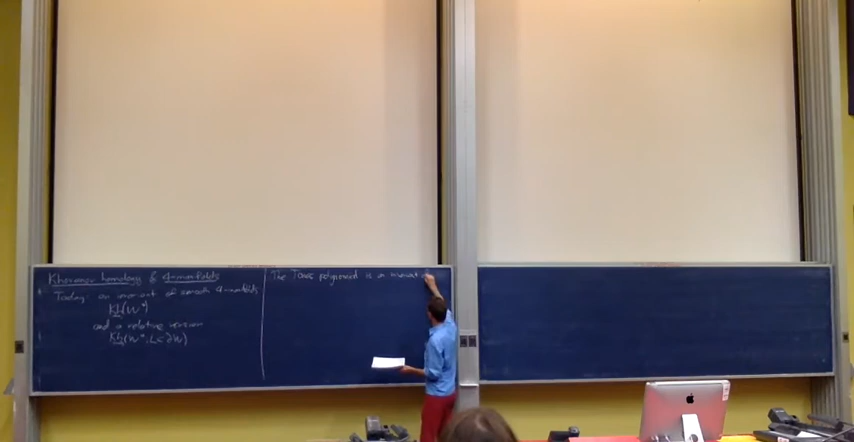 Khovanov homology & 4-manifolds
Today: an invariant of smooth 4-manifolds
Kh(W⁴)
and a relative version
Kh(W⁴; L⊂∂W)
The Jones polynomial is an invariant